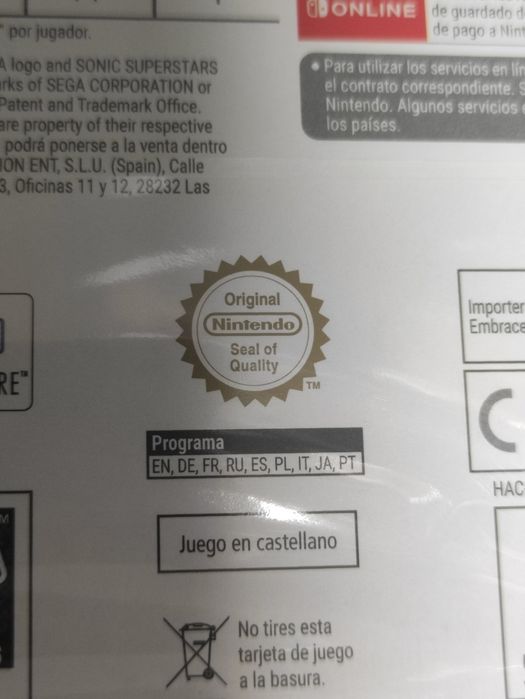 ONLINE
de guardado
de pago a Nint
por jugador.
logo and SONIC SUPERSTARS
rks of SEGA CORPORATION or
Patent and Trademark Office.
are property of their respective
podrá ponerse a la venta dentro
ION ENT, S.L.U. (Spain), Calle
3, Oficinas 11 y 12, 28232 Las
• Para utilizar los servicios en lín
el contrato correspondiente. S
Nintendo. Algunos servicios
los países.
Original
Nintendo
Seal of
Quality
TM
Importer
Embrace
RE™
Programa
EN, DE, FR, RU, ES, PL, IT, JA, PT
CE
HAC
Juego en castellano
No tires esta
tarjeta de juego
a la basura.